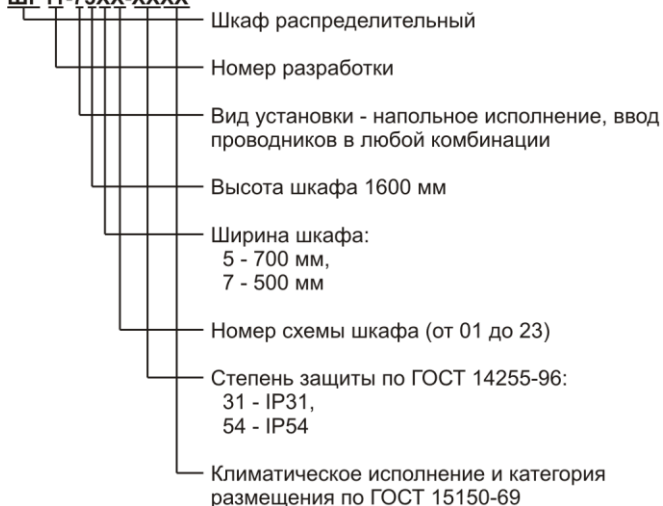 Шкаф распределительный
Номер разработки
Вид установки - напольное исполнение, ввод
проводников в любой комбинации
Высота шкафа 1600 мм
Ширина шкафа:
5 - 700 мм,
7 - 500 мм
Номер схемы шкафа (от 01 до 23)
Степень защиты по ГОСТ 14255-96:
31 - IP31,
54 - IP54
Климатическое исполнение и категория
размещения по ГОСТ 15150-69